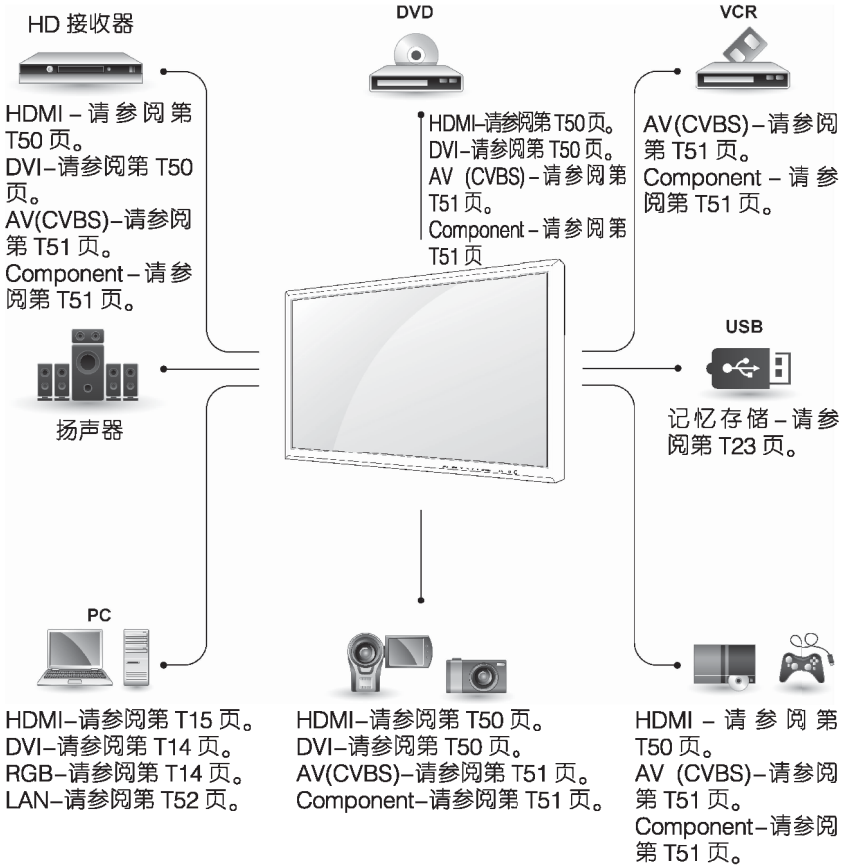 HD 接收器
HDMI – 请参阅第
T50 页。
DVI–请参阅第 T50
页。
AV(CVBS)–请参阅
第 T51 页。
Component – 请参
阅第 T51 页。
DVD
HDMI–请参阅第 T50 页。
DVI–请参阅第 T50 页。
AV (CVBS) – 请参阅第
T51 页。
Component – 请参阅第
T51 页
VCR
AV(CVBS) – 请参阅
第 T51 页。
Component – 请参
阅第 T51 页。
扬声器
USB
记忆存储 – 请参
阅第 T23 页。
PC
HDMI–请参阅第 T15 页。
DVI–请参阅第 T14 页。
RGB–请参阅第 T14 页。
LAN–请参阅第 T52 页。
HDMI–请参阅第 T50 页。
DVI–请参阅第 T50 页。
AV(CVBS)–请参阅第 T51 页。
Component–请参阅第 T51 页。
HDMI – 请参阅第
T50 页。
AV (CVBS)–请参阅
第 T51 页。
Component–请参阅
第 T51 页。